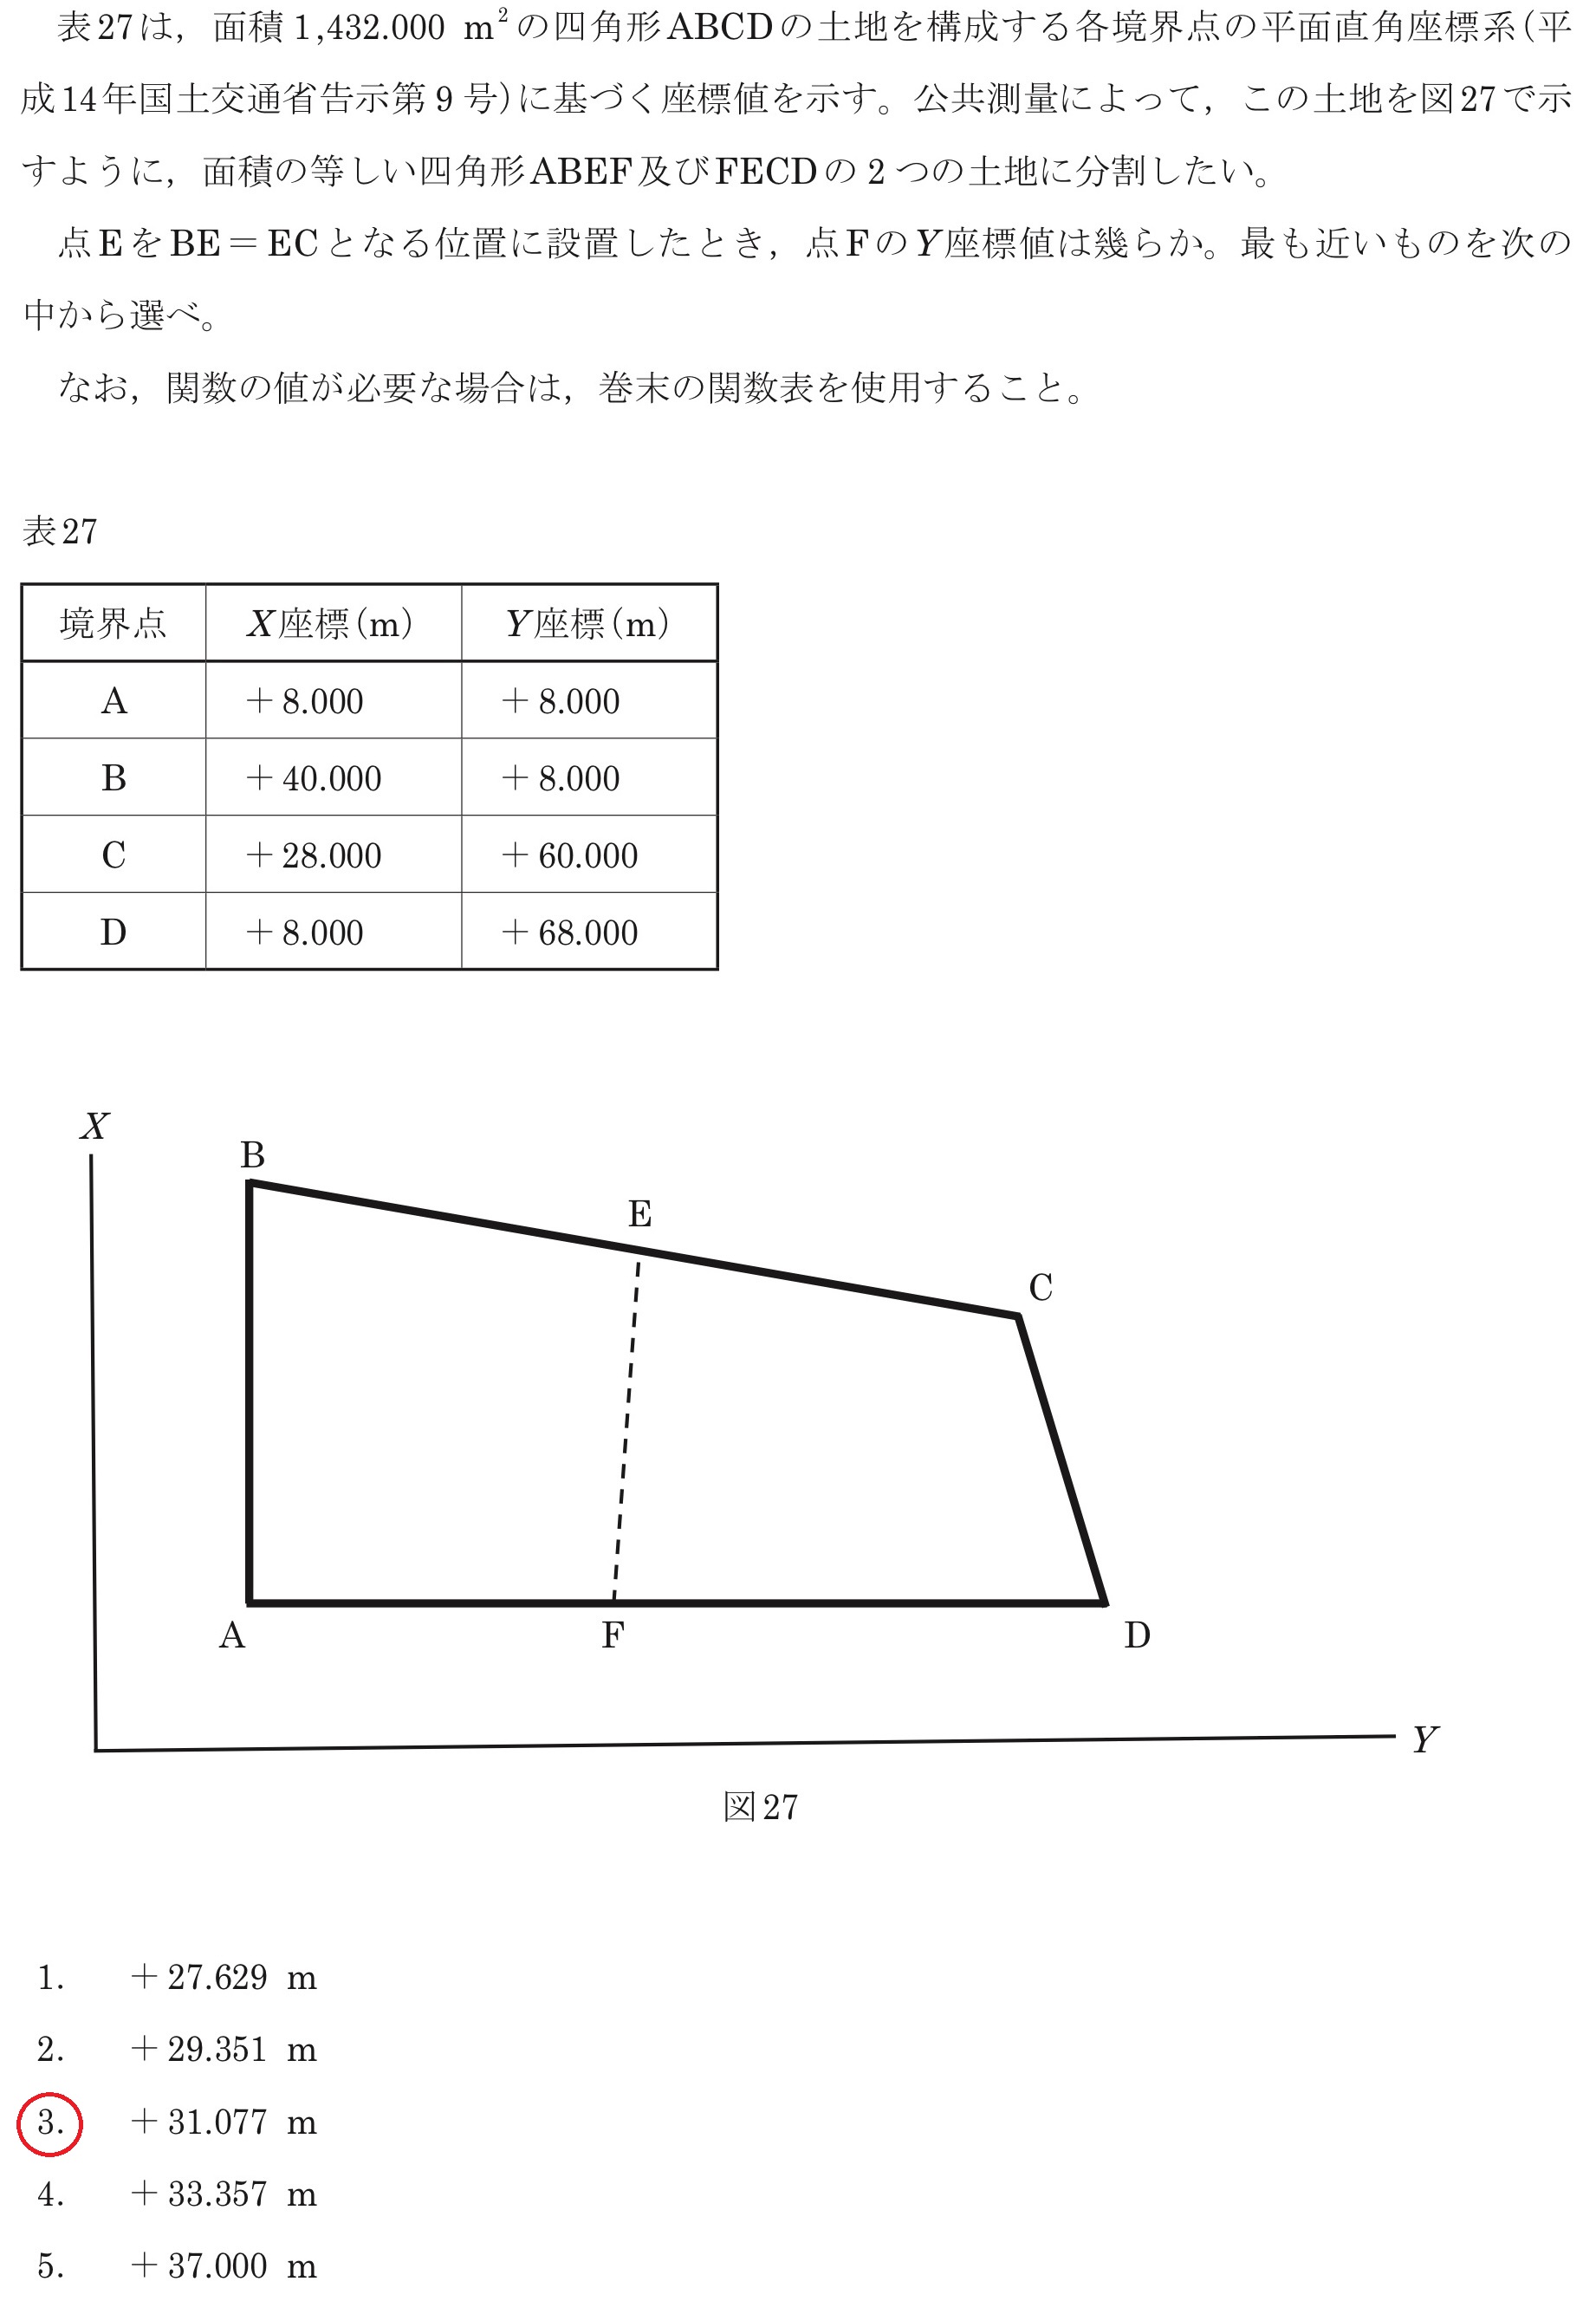 表27は，面積1,432.000 m²の四角形ABCDの土地を構成する各境界点の平面直角座標系(平
成14年国土交通省告示第9号)に基づく座標値を示す。公共測量によって，この土地を図27で示
すように，面積の等しい四角形ABEF及びFECDの2つの土地に分割したい。
点EをBE＝ECとなる位置に設置したとき，点FのY座標値は幾らか。最も近いものを次の
中から選べ。
なお，関数の値が必要な場合は，巻末の関数表を使用すること。
表27
境界点 X座標(m) Y座標(m)
A ＋8.000 ＋8.000
B ＋40.000 ＋8.000
C ＋28.000 ＋60.000
D ＋8.000 ＋68.000
X
B
E
C
A
F
D
Y
図27
1. ＋27.629 m
2. ＋29.351 m
3. ＋31.077 m
4. ＋33.357 m
5. ＋37.000 m